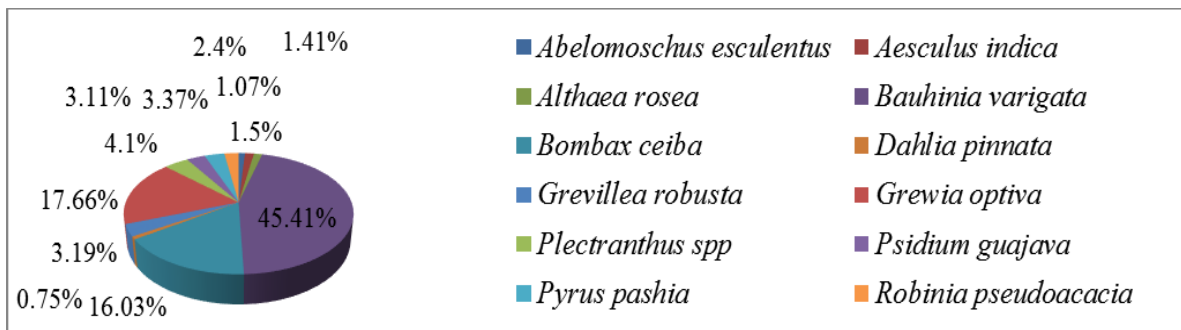 2.4% 1.41%
3.11% 3.37% 1.07%
4.1% 1.5%
17.66% 45.41%
3.19%
0.75% 16.03%
Abelomoschus esculentus Aesculus indica
Althaea rosea Bauhinia varigata
Bombax ceiba Dahlia pinnata
Grevillea robusta Grewia optiva
Plectranthus spp Psidium guajava
Pyrus pashia Robinia pseudoacacia